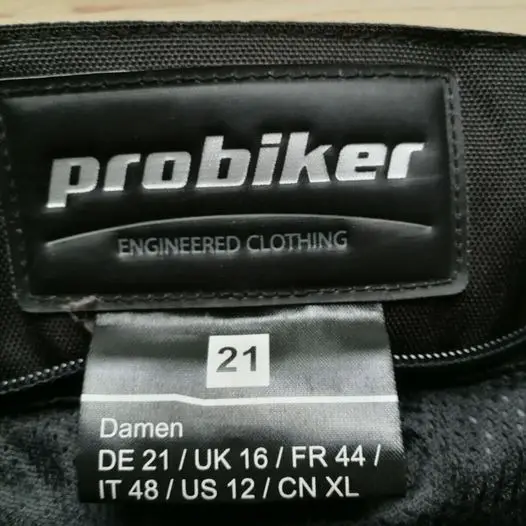 probiker
ENGINEERED CLOTHING
21
Damen
DE 21 / UK 16 / FR 44 /
IT 48 / US 12 / CN XL